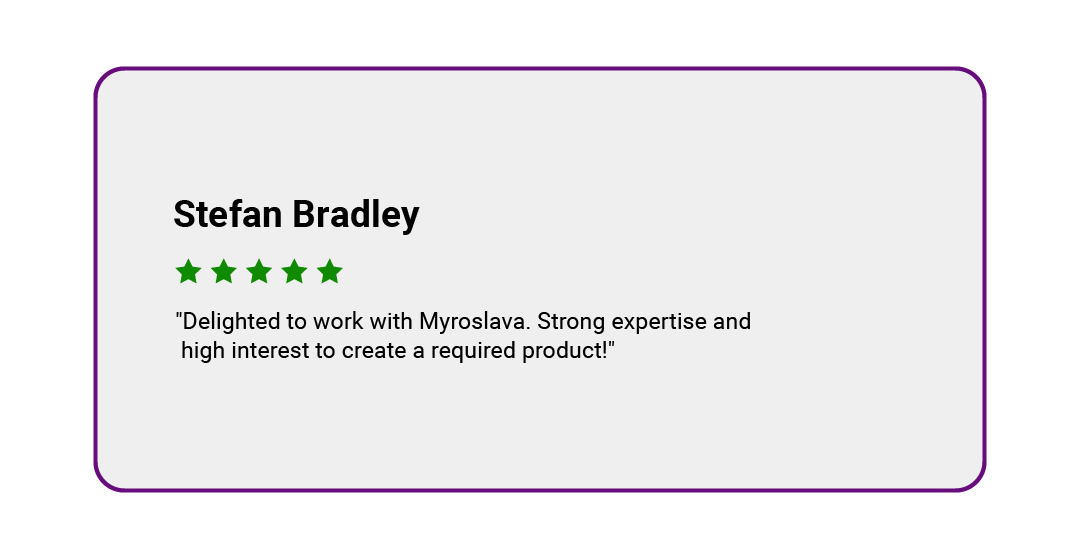 Stefan Bradley
"Delighted to work with Myroslava. Strong expertise and
high interest to create a required product!"